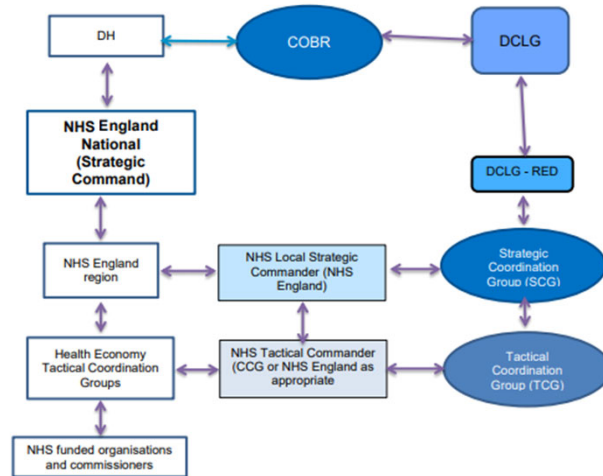 DH
COBR
DCLG
NHS England
National
(Strategic
Command)
DCLG - RED
NHS England
region
NHS Local Strategic
Commander (NHS
England)
Strategic
Coordination
Group (SCG)
Health Economy
Tactical Coordination
Groups
NHS Tactical Commander
(CCG or NHS England as
appropriate
Tactical
Coordination
Group (TCG)
NHS funded organisations
and commissioners